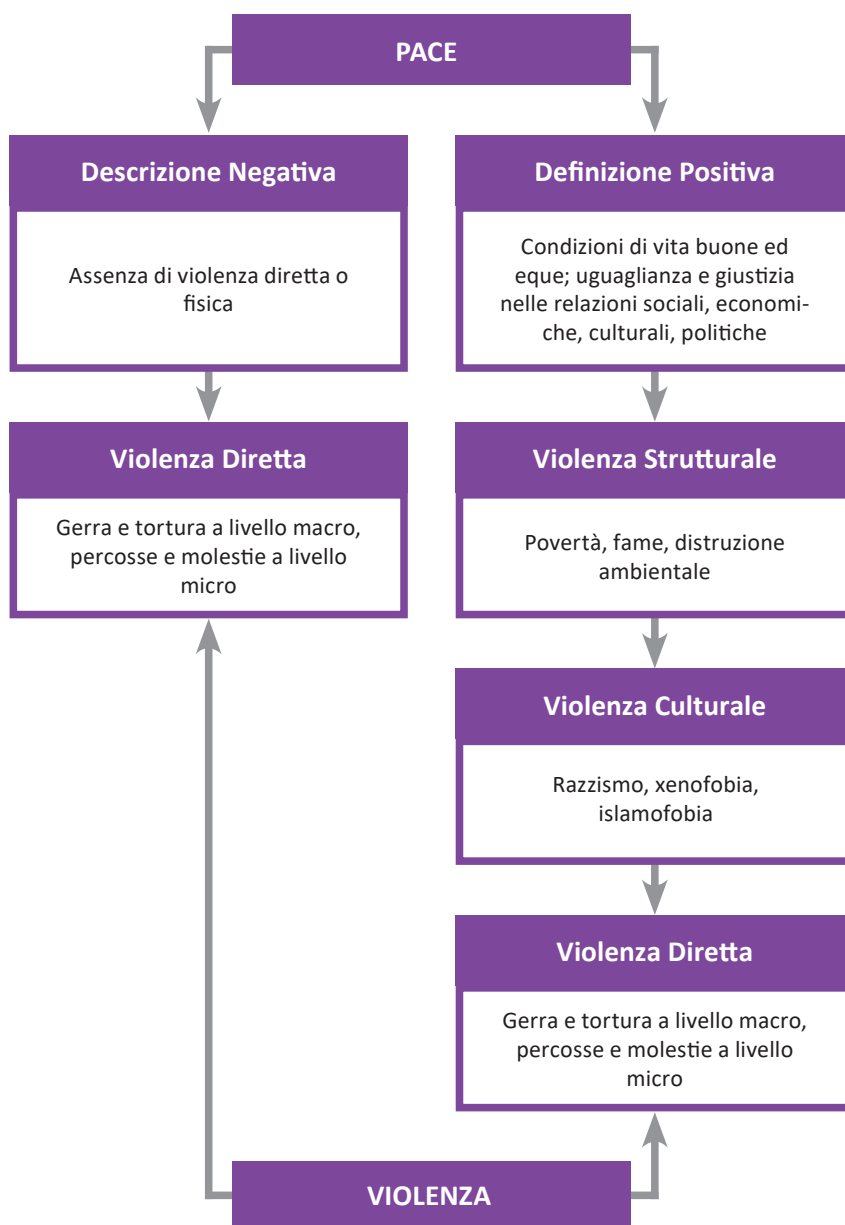 PACE
Descrizione Negativa
Assenza di violenza diretta o
fisica
Definizione Positiva
Condizioni di vita buone ed
eque; uguaglianza e giustizia
nelle relazioni sociali, economi-
che, culturali, politiche
Violenza Diretta
Gerra e tortura a livello macro,
percosse e molestie a livello
micro
Violenza Strutturale
Povertà, fame, distruzione
ambientale
Violenza Culturale
Razzismo, xenofobia,
islamofobia
Violenza Diretta
Gerra e tortura a livello macro,
percosse e molestie a livello
micro
VIOLENZA